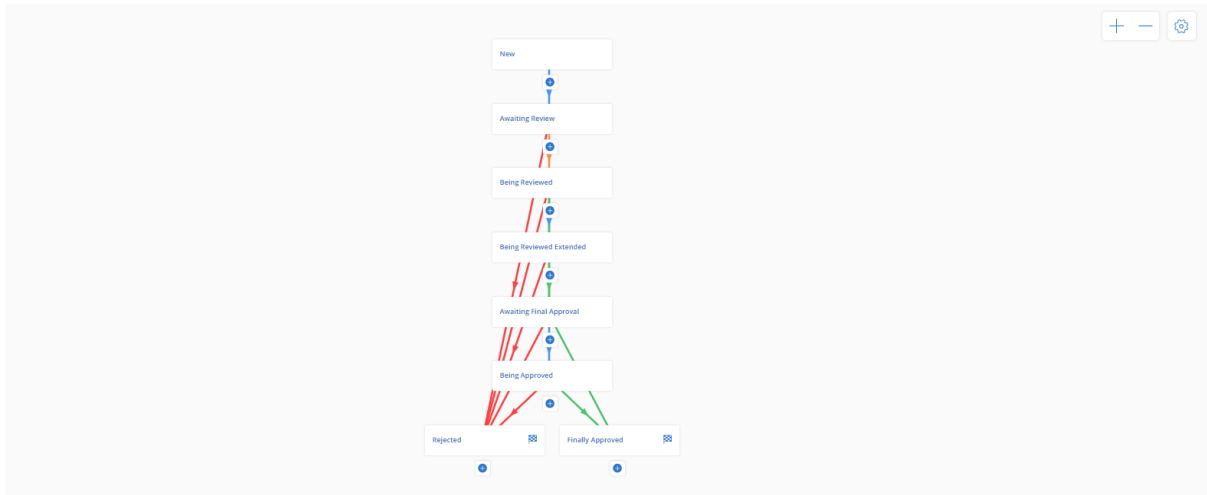 New
Awaiting Review
Being Reviewed
Being Reviewed Extended
Awaiting Final Approval
Being Approved
Rejected
Finally Approved